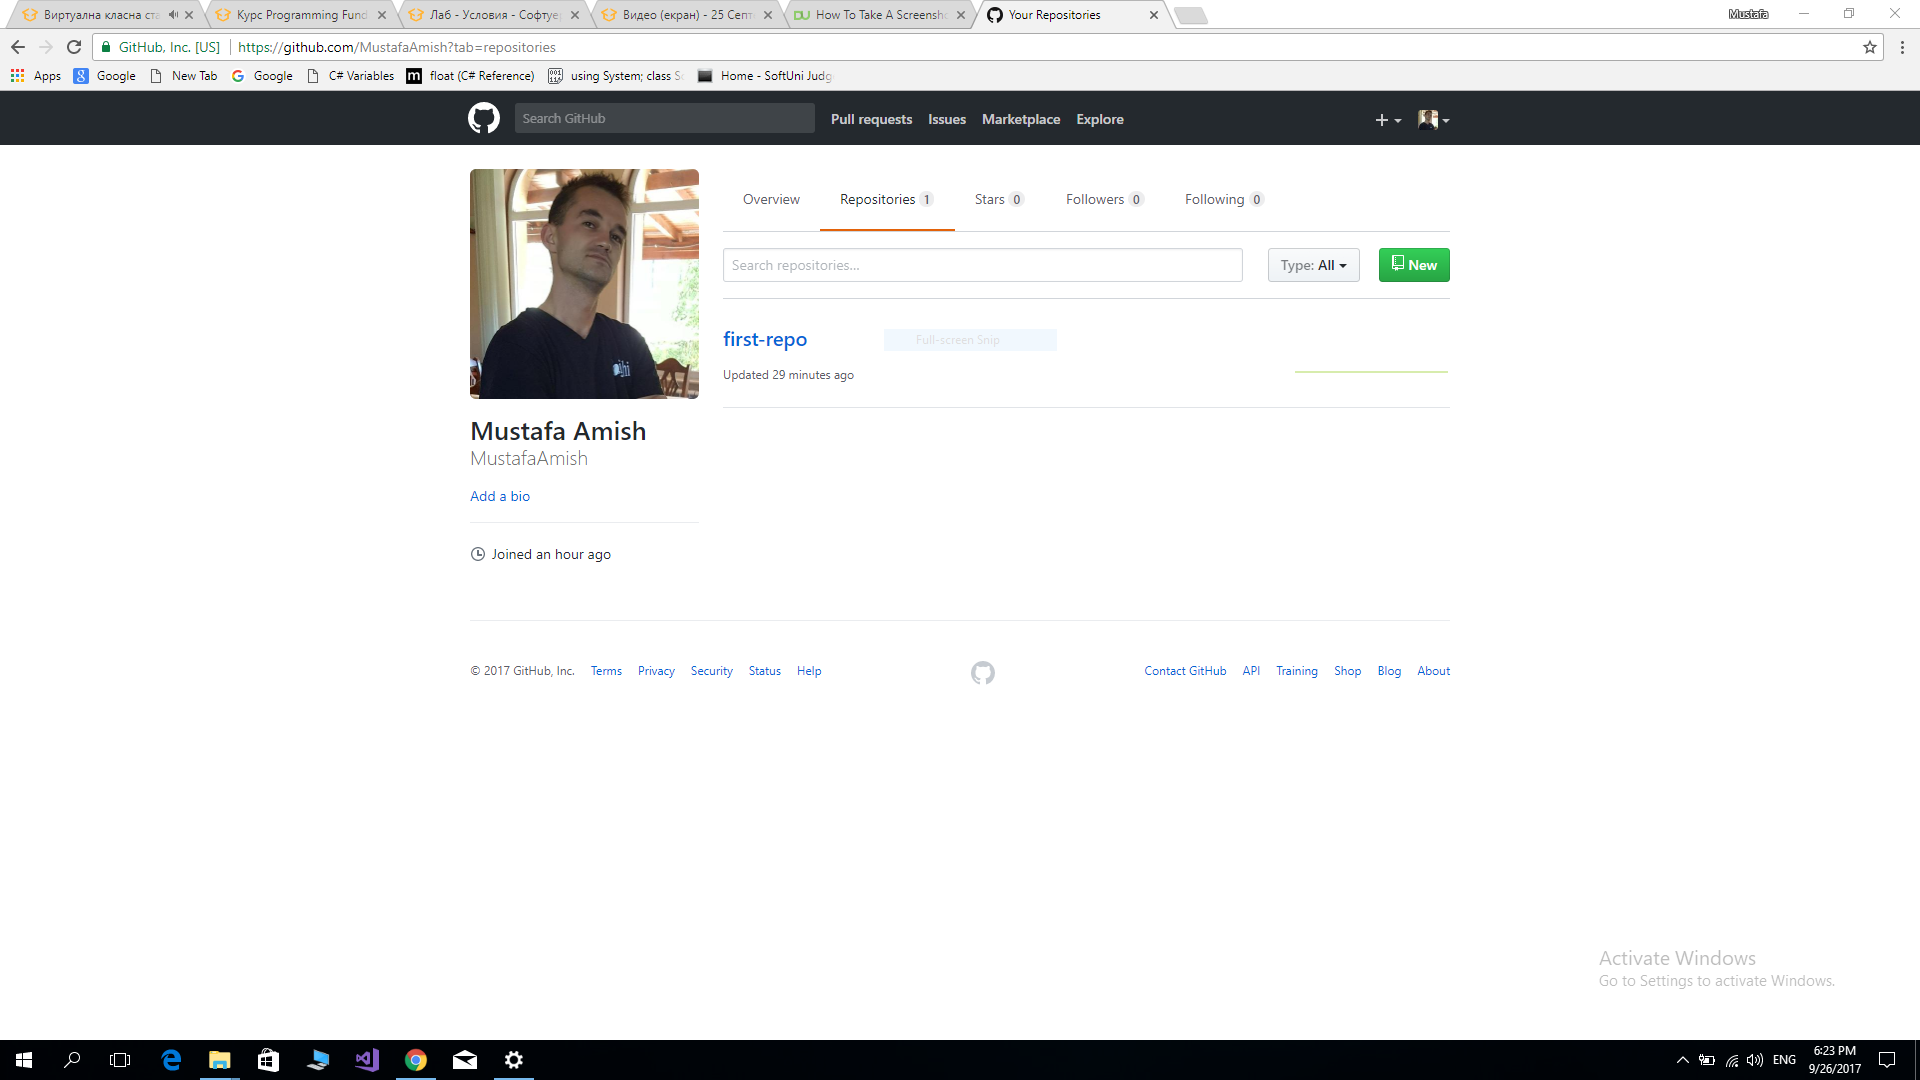 Виртуална класна ста
Курс Programming Fund
Лаб - Условия - Софтуе
Видео (екран) - 25 Септ
How To Take A Screensh
Your Repositories
Mustafa
GitHub, Inc. [US]
https://github.com/MustafaAmish?tab=repositories
Apps
Google
New Tab
Google
C# Variables
m
float (C# Reference)
using System; class S
Home - SoftUni Judg
Search GitHub
Pull requests
Issues
Marketplace
Explore
Overview
Repositories 1
Stars 0
Followers 0
Following 0
Search repositories...
Type: All
New
first-repo
Full-screen Snip
Updated 29 minutes ago
Mustafa Amish
MustafaAmish
Add a bio
Joined an hour ago
© 2017 GitHub, Inc.
Terms
Privacy
Security
Status
Help
Contact GitHub
API
Training
Shop
Blog
About
Activate Windows
Go to Settings to activate Windows.
ENG
6:23 PM
9/26/2017